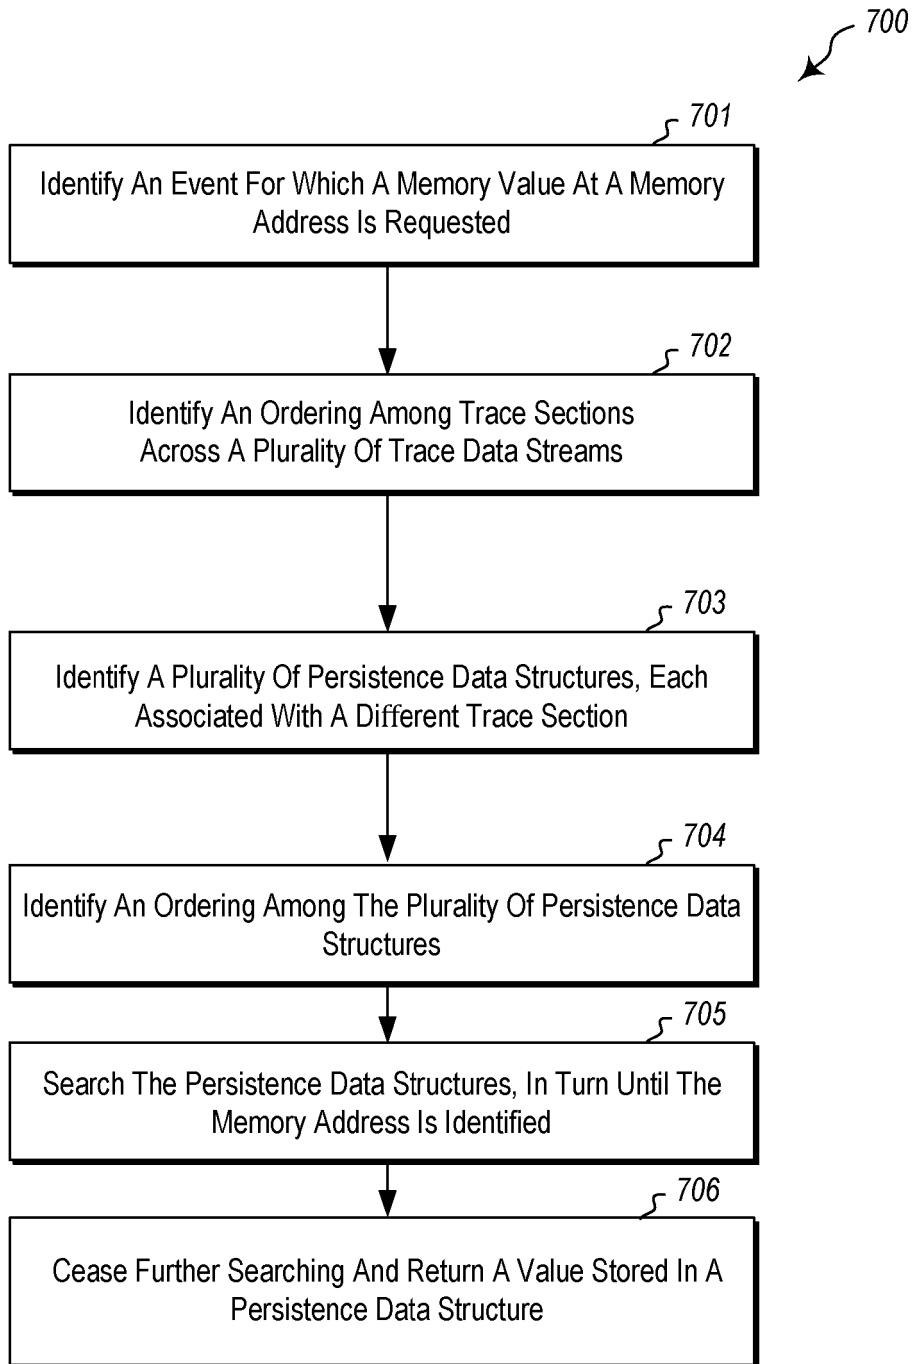 700
701
Identify An Event For Which A Memory Value At A Memory
Address Is Requested
702
Identify An Ordering Among Trace Sections
Across A Plurality Of Trace Data Streams
703
Identify A Plurality Of Persistence Data Structures, Each
Associated With A Different Trace Section
704
Identify An Ordering Among The Plurality Of Persistence Data
Structures
705
Search The Persistence Data Structures, In Turn Until The
Memory Address Is Identified
706
Cease Further Searching And Return A Value Stored In A
Persistence Data Structure